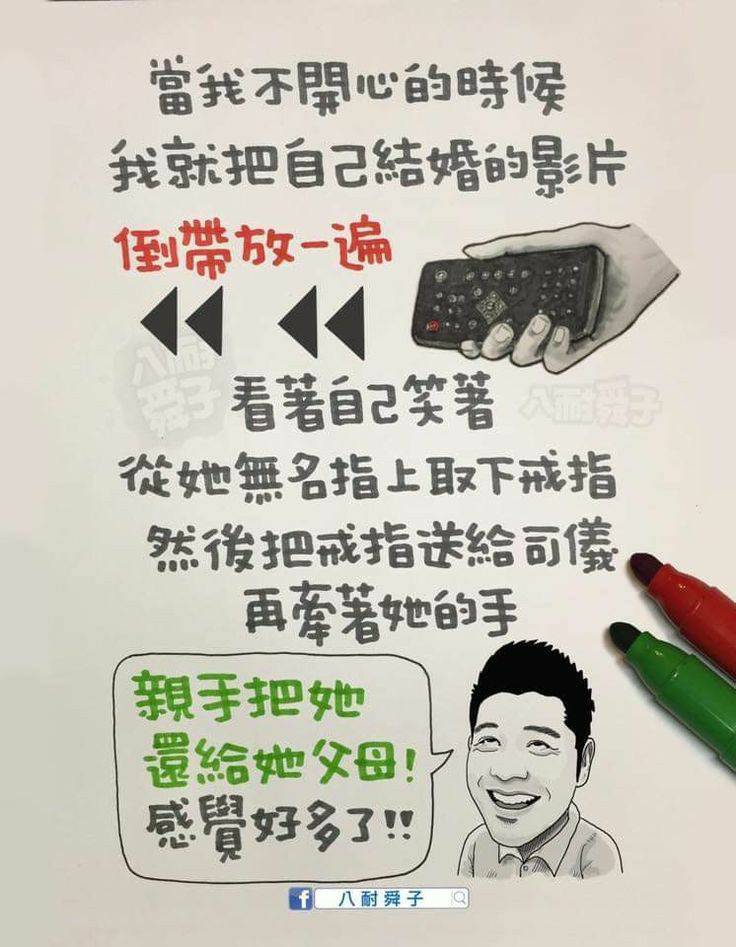 當我不開心的時候
我就把自己結婚的影片
倒帶放一遍
八耐
舜子
看著自己笑著
八耐舜子
從她無名指上取下戒指
然後把戒指送給司儀
再牽著她的手
親手把她
還給她父母!
感覺好多了!!
f 八耐舜子